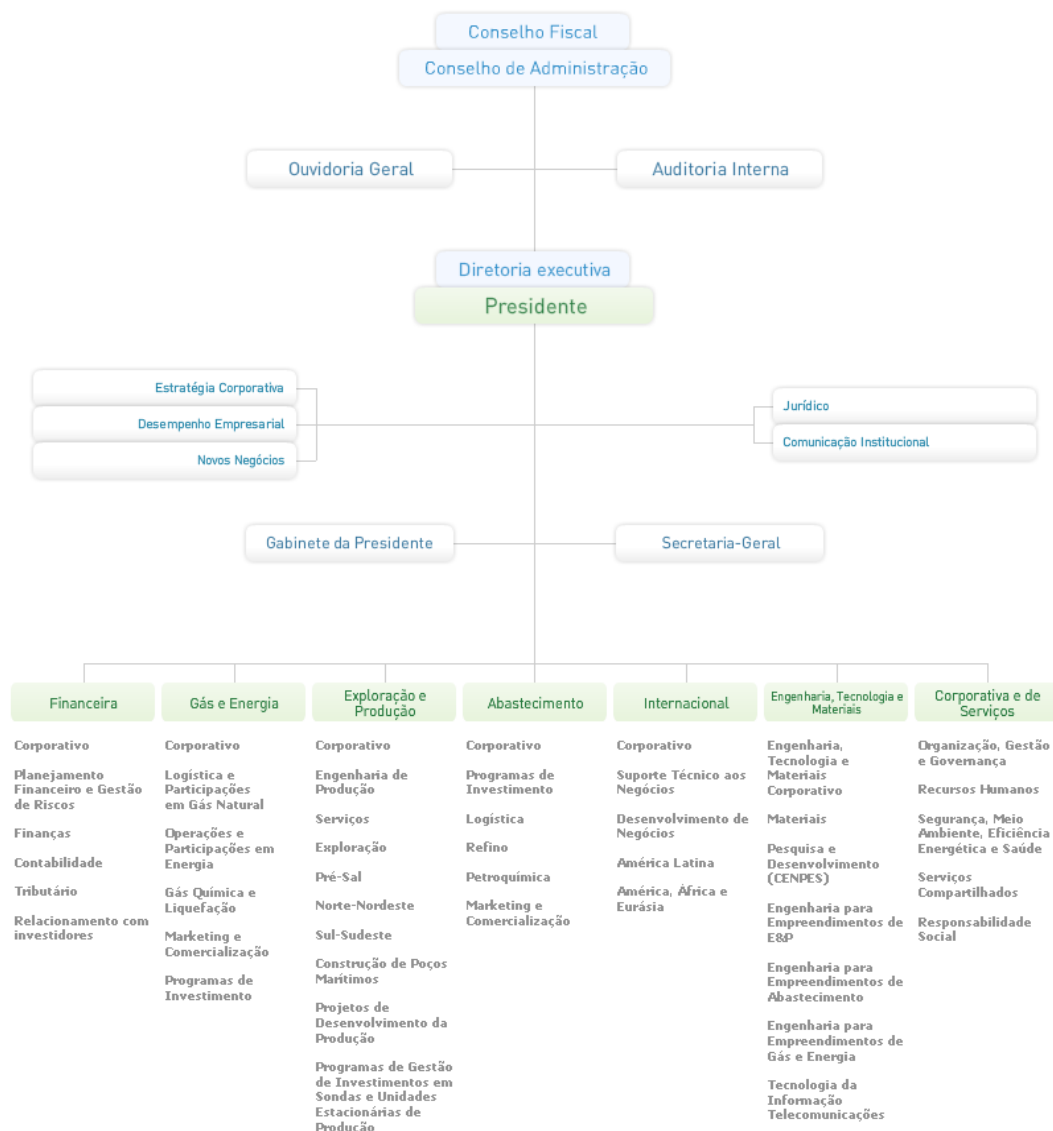 Conselho Fiscal
Conselho de Administração
Ouvidoria Geral
Auditoria Interna
Diretoria executiva
Presidente
Estratégia Corporativa
Desempenho Empresarial
Novos Negócios
Jurídico
Comunicação Institucional
Gabinete da Presidente
Secretaria-Geral
Financeira
Corporativo
Planejamento
Financeiro e Gestão
de Riscos
Finanças
Contabilidade
Tributário
Relacionamento com
investidores
Gás e Energia
Corporativo
Logística e
Participações
em Gás Natural
Operações e
Participações em
Energia
Gás Química e
Liquefação
Marketing e
Comercialização
Programas de
Investimento
Exploração e
Produção
Corporativo
Engenharia de
Produção
Serviços
Exploração
Pré-Sal
Norte-Nordeste
Sul-Sudeste
Construção de Poços
Marítimos
Projetos de
Desenvolvimento da
Produção
Programas de Gestão
de Investimentos em
Sondas e Unidades
Estacionárias de
Produção
Abastecimento
Corporativo
Programas de
Investimento
Logística
Refino
Petroquímica
Marketing e
Comercialização
Internacional
Corporativo
Suporte Técnico aos
Negócios
Desenvolvimento de
Negócios
América Latina
América, África e
Eurásia
Engenharia, Tecnologia e
Materiais
Engenharia,
Tecnologia e
Materiais
Corporativo
Materiais
Pesquisa e
Desenvolvimento
(CENPES)
Engenharia para
Empreendimentos de
E&P
Engenharia para
Empreendimentos de
Abastecimento
Engenharia para
Empreendimentos de
Gás e Energia
Tecnologia da
Informação
Telecomunicações
Corporativa e de
Serviços
Organização, Gestão
e Governança
Recursos Humanos
Segurança, Meio
Ambiente, Eficiência
Energética e Saúde
Serviços
Compartilhados
Responsabilidade
Social